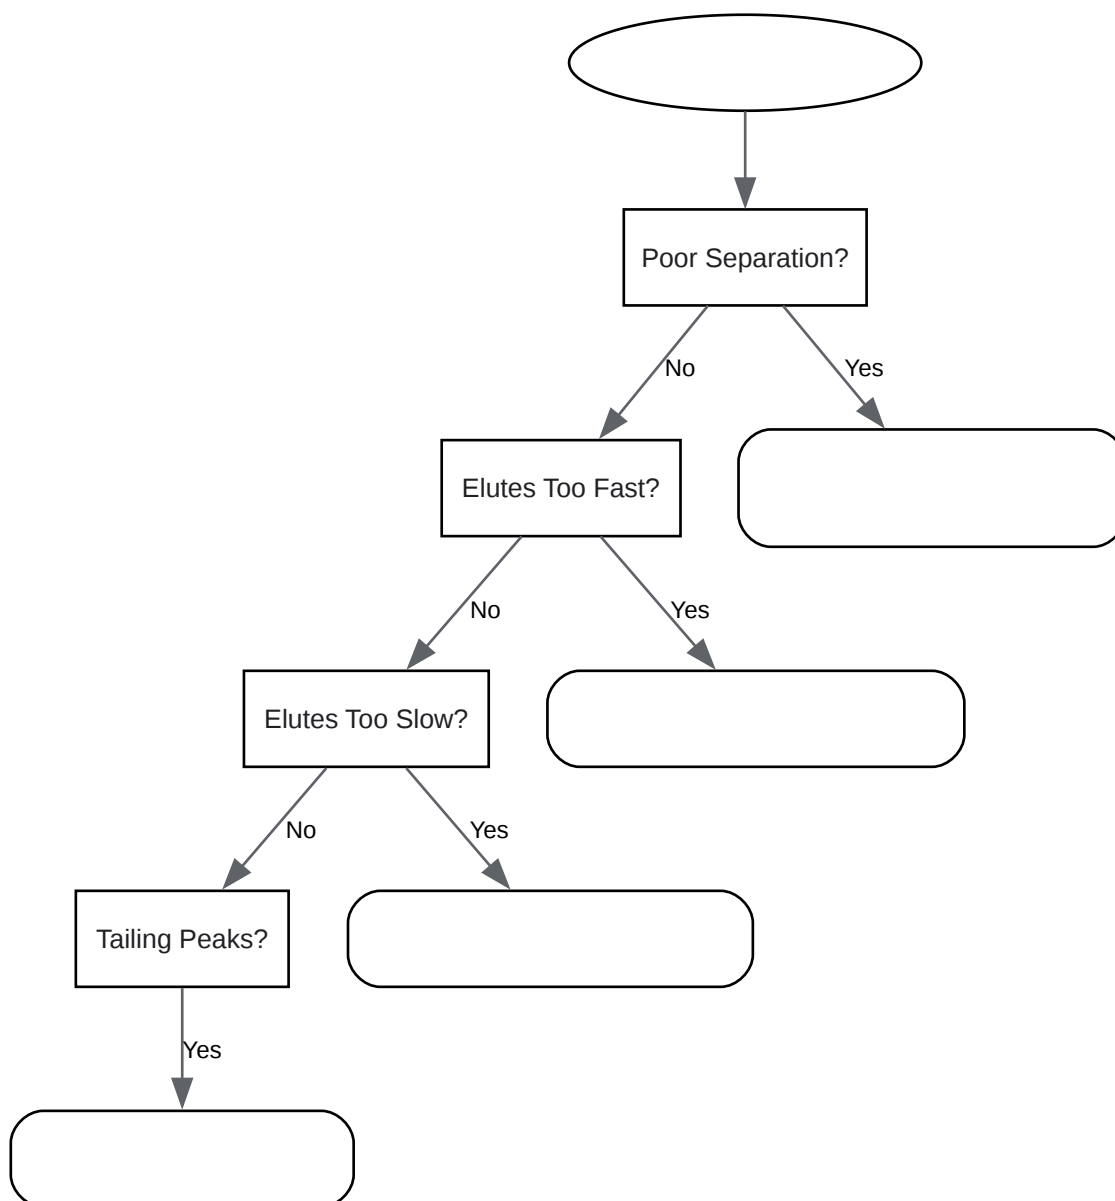 Poor Separation?
No
Yes
Elutes Too Fast?
No
Yes
Elutes Too Slow?
No
Yes
Tailing Peaks?
Yes